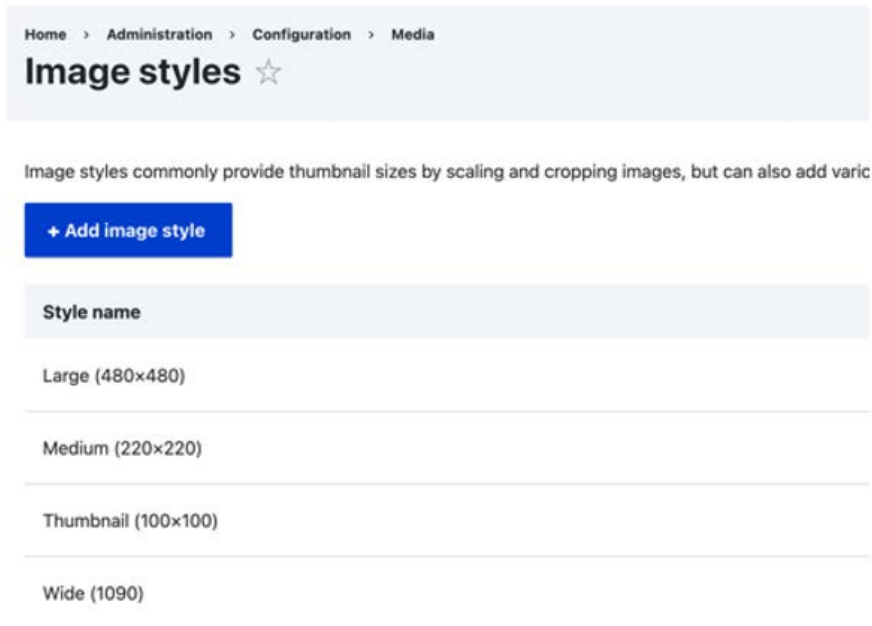 Home > Administration > Configuration > Media
Image styles ☆
Image styles commonly provide thumbnail sizes by scaling and cropping images, but can also add
+ Add image style
Style name
Large (480×480)
Medium (220×220)
Thumbnail (100×100)
Wide (1090)